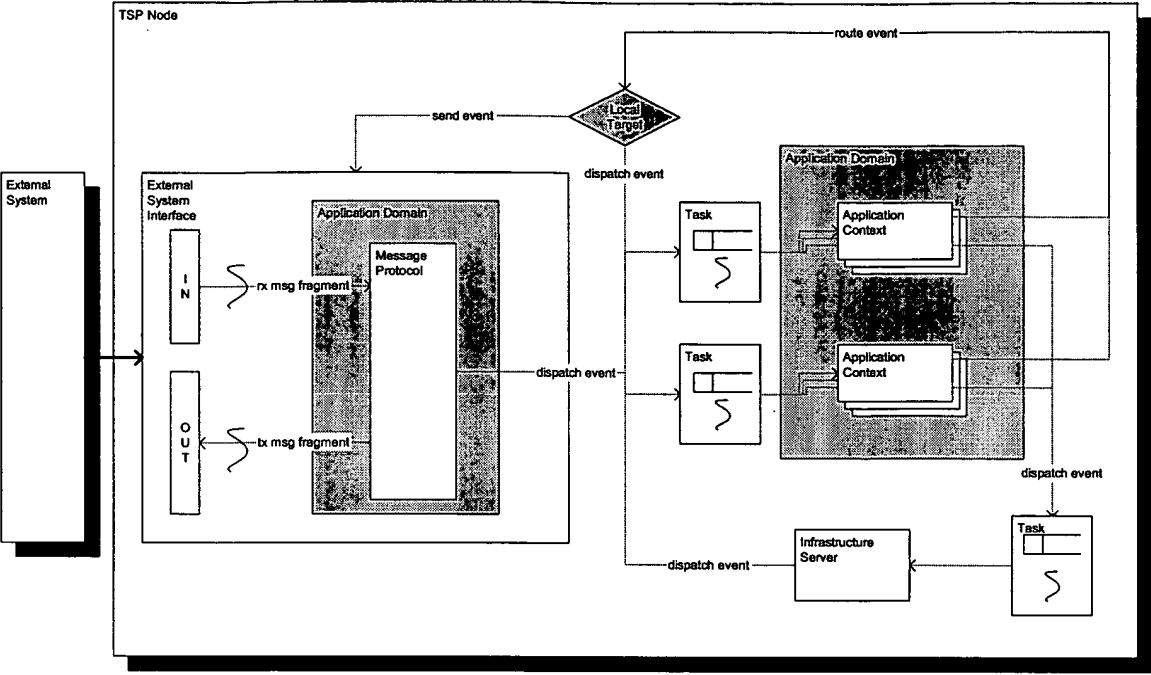 TSP Node
route event
Local
Target
send event
dispatch event
Application Domain
External
System
External
System
Interface
Application Domain
Task
Application
Context
Message
Protocol
I
N
rx msg fragment
Task
Application
Context
dispatch event
O
U
T
tx msg fragment
dispatch event
Task
Infrastructure
Server
dispatch event